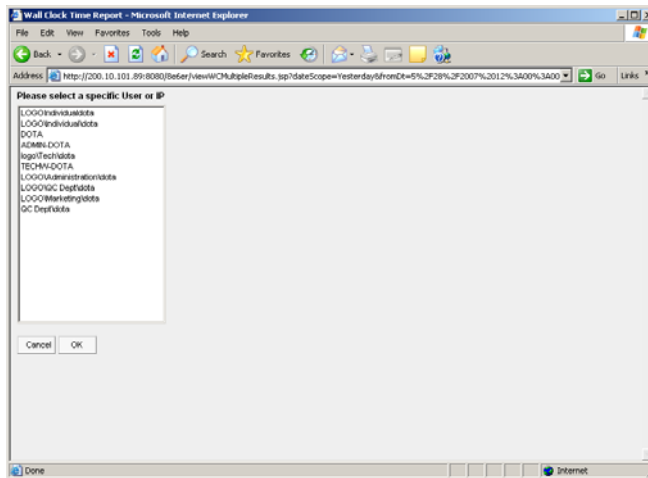 Wall Clock Time Report - Microsoft Internet Explorer
File Edit View Favorites Tools Help
Back Search Favorites
Address http://200.10.101.89:8080/8e6er/viewWCMultipleResults.jsp?dateScope=Yesterday&fromDt=5%2F28%2F2007%2012%3A00%3A00 Go Links »
Please select a specific User or IP
LOGO\Individual\dota
LOGO\Individual\dota
DOTA
ADMIN-DOTA
logo\Tech\dota
TECHW-DOTA
LOGO\Administration\dota
LOGO\QC Dept\dota
LOGO\Marketing\dota
QC Dept\dota
Cancel OK
Done Internet